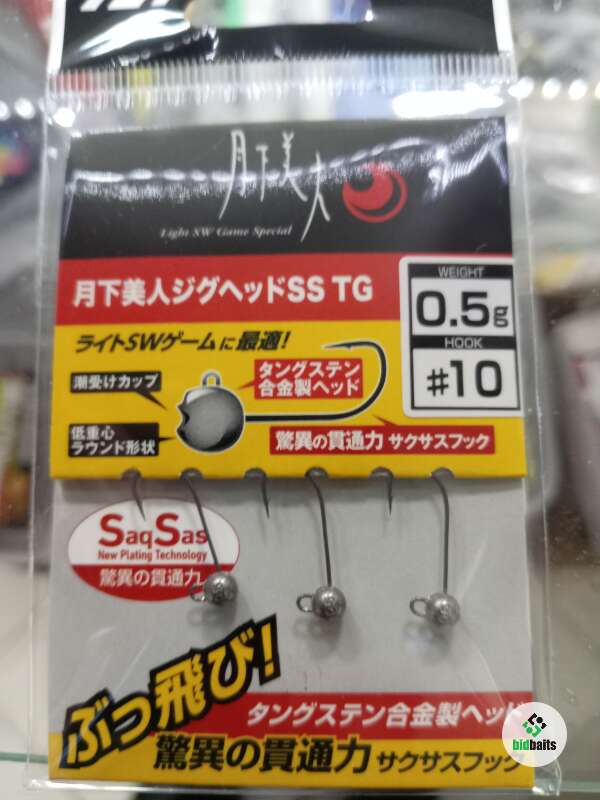 月下美人
Light SW Game Special
月下美人ジグヘッドSS TG
WEIGHT
0.5g
HOOK
#10
ライトSWゲームに最適!
潮受けカップ
タングステン
合金製ヘッド
低重心
ラウンド形状
驚異の貫通力 サクサスフック
SaqSas
New Plating Technology
驚異の貫通力
ぶっ飛び!
タングステン合金製ヘッド
驚異の貫通力 サクサスフック
bidbaits